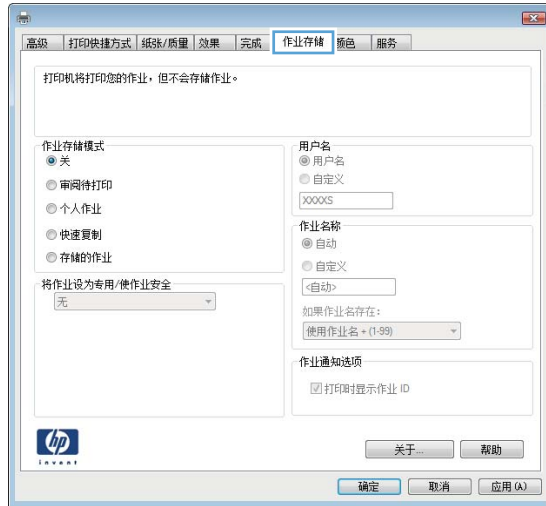 高级 打印快捷方式 纸张/质量 效果 完成 作业存储 颜色 服务
打印机将打印您的作业，但不会存储作业。
作业存储模式
关
审阅待打印
个人作业
快速复制
存储的作业
将作业设为专用/使作业安全
无
用户名
用户名
自定义
XXXXS
作业名称
自动
自定义
<自动>
如果作业名存在：
使用作业名 + (1-99)
作业通知选项
打印时显示作业 ID
hp
invent
关于... 帮助
确定 取消 应用(A)